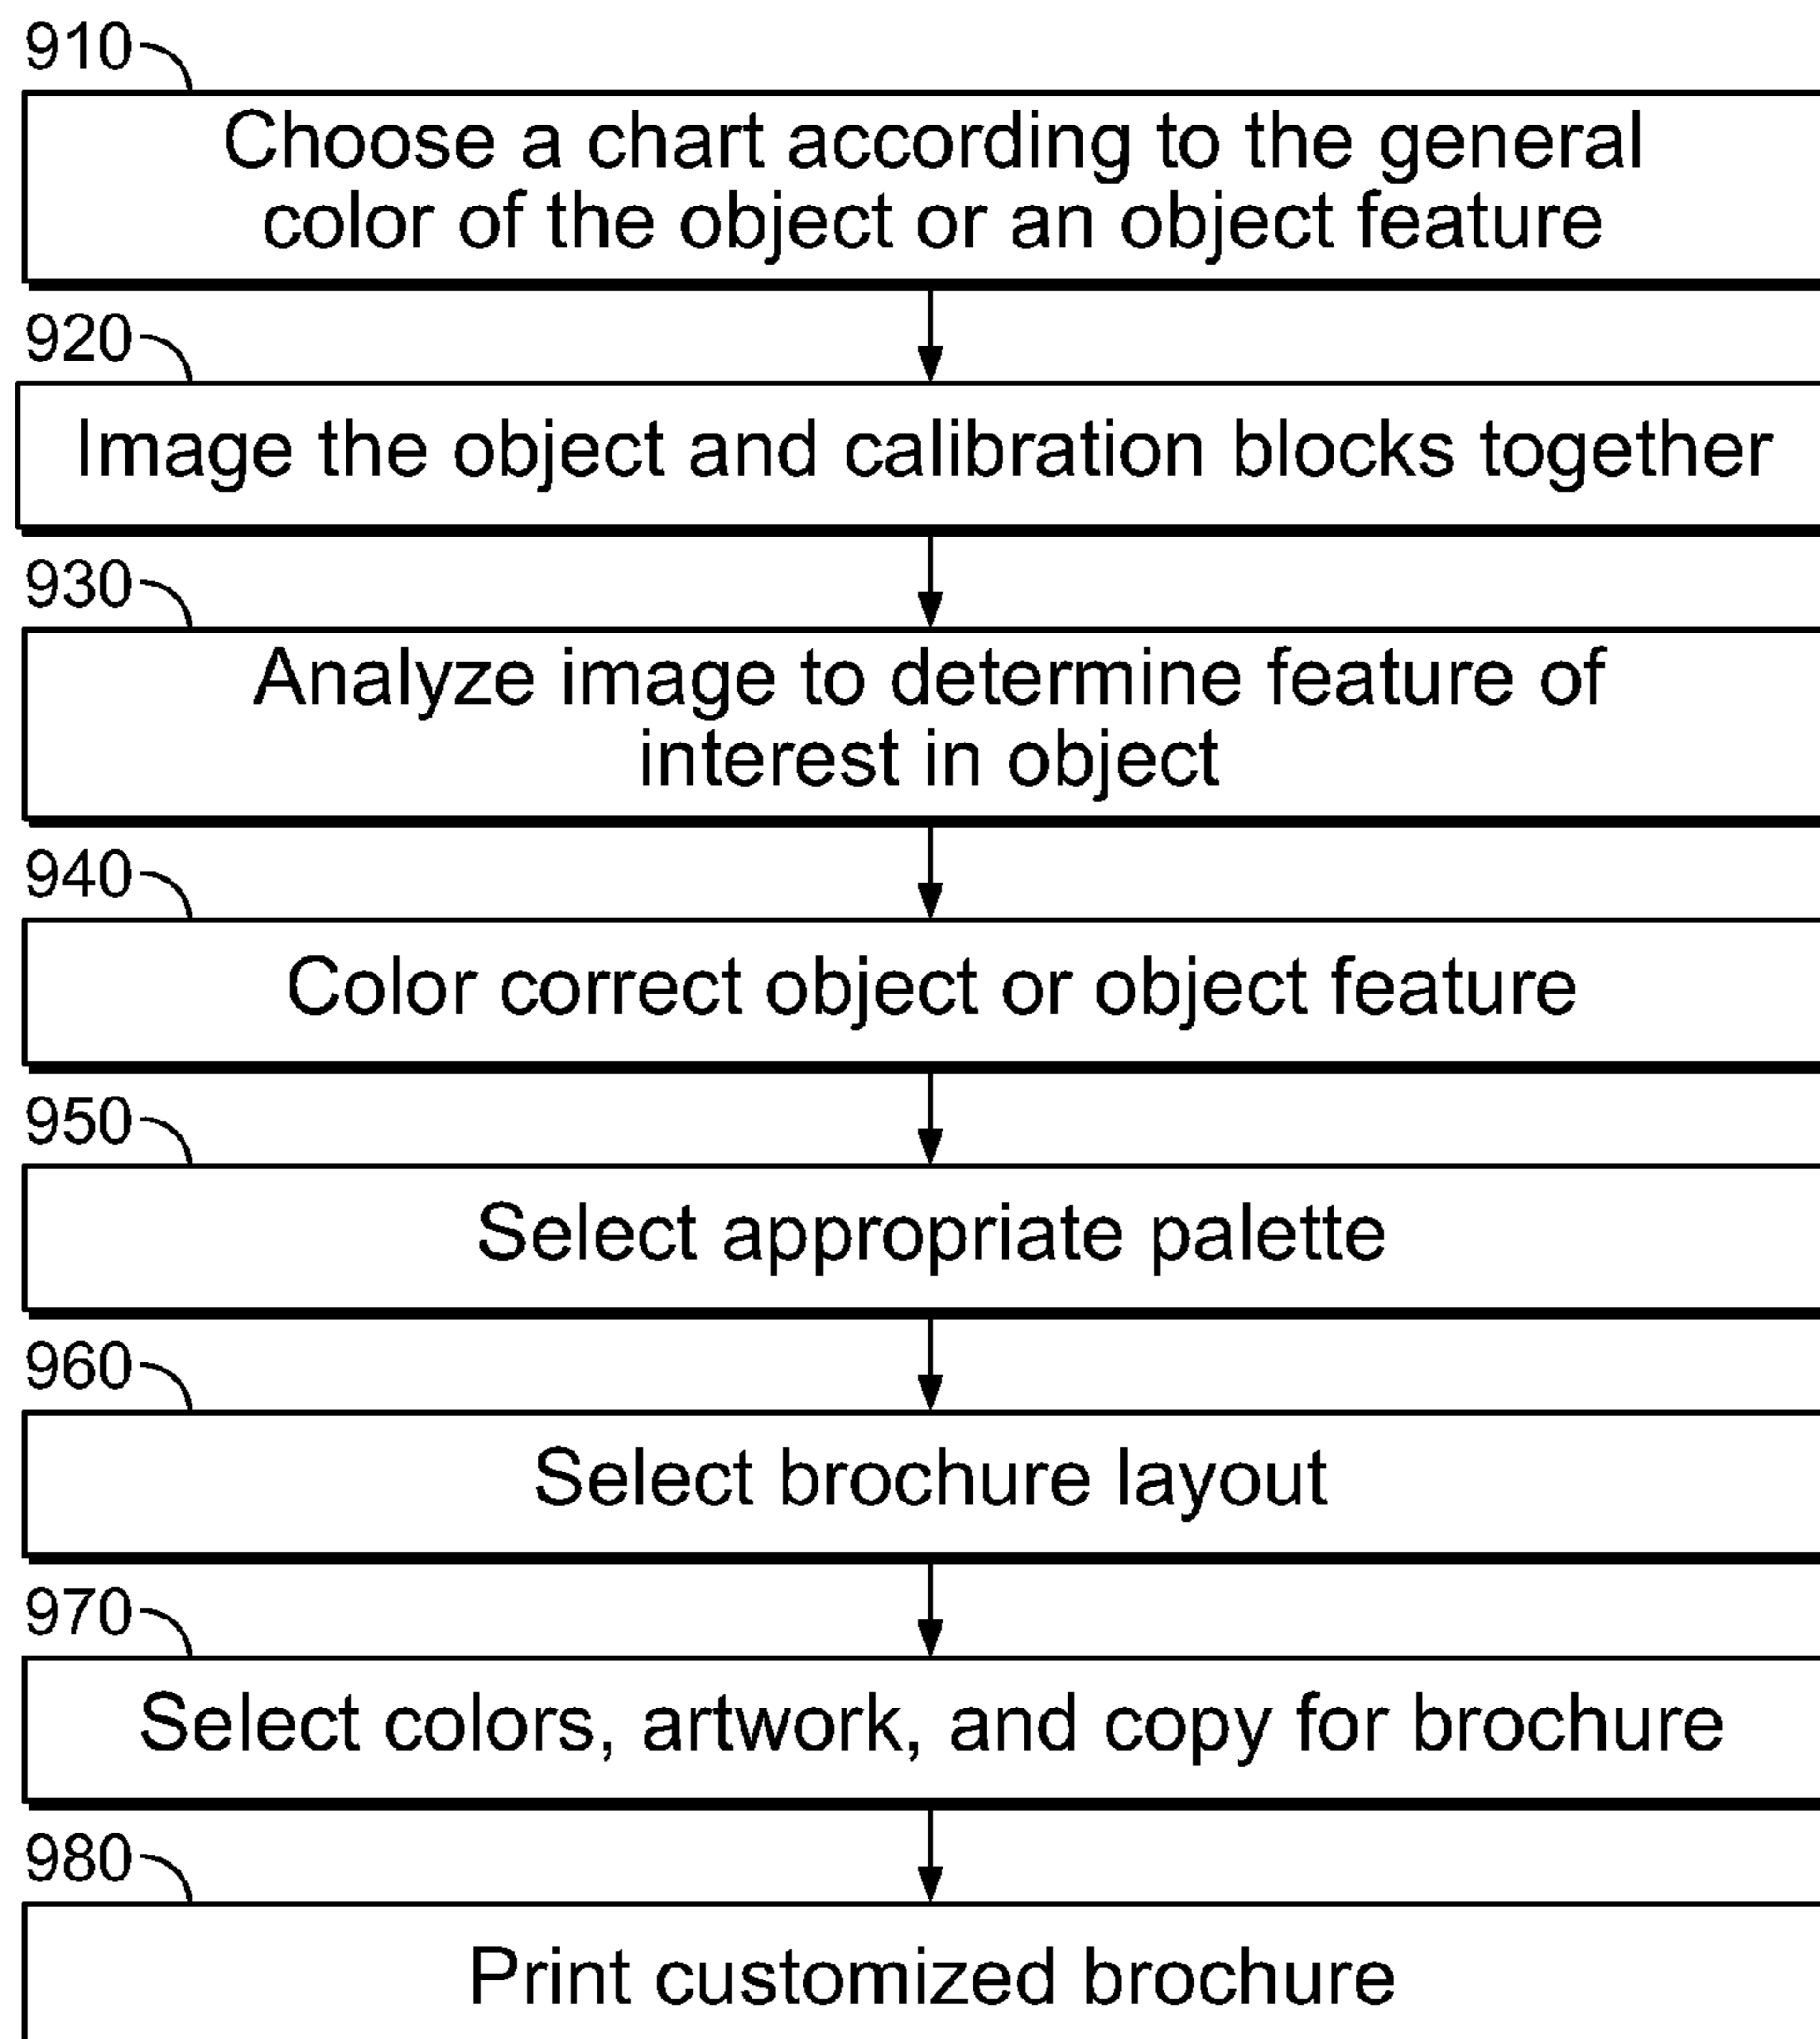 910
Choose a chart according to the general
color of the object or an object feature
920
Image the object and calibration blocks together
930
Analyze image to determine feature of
interest in object
940
Color correct object or object feature
950
Select appropriate palette
960
Select brochure layout
970
Select colors, artwork, and copy for brochure
980
Print customized brochure